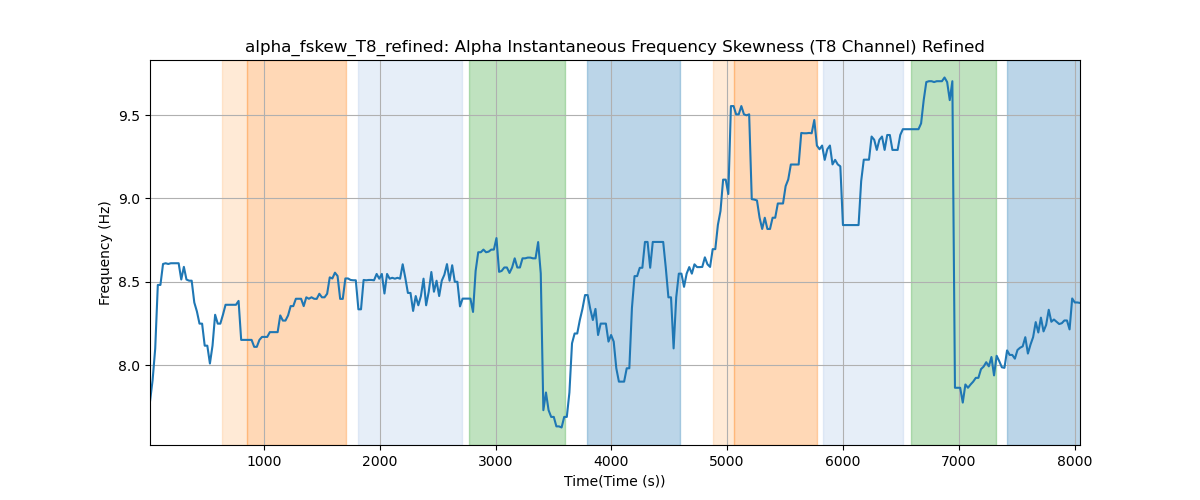 alpha_fskew_T8_refined: Alpha Instantaneous Frequency Skewness (T8 Channel) Refined
Frequency (Hz)
9.5
9.0
8.5
8.0
1000 2000 3000 4000 5000 6000 7000 8000
Time(Time (s))